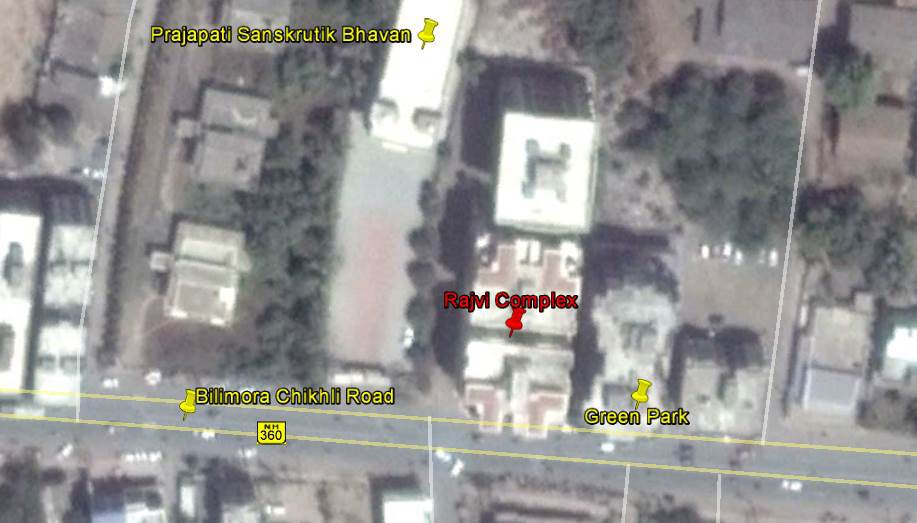 Prajapati Sanskrutik Bhavan
Rajvi Complex
Bilimora Chikhli Road
Green Park
NH
360